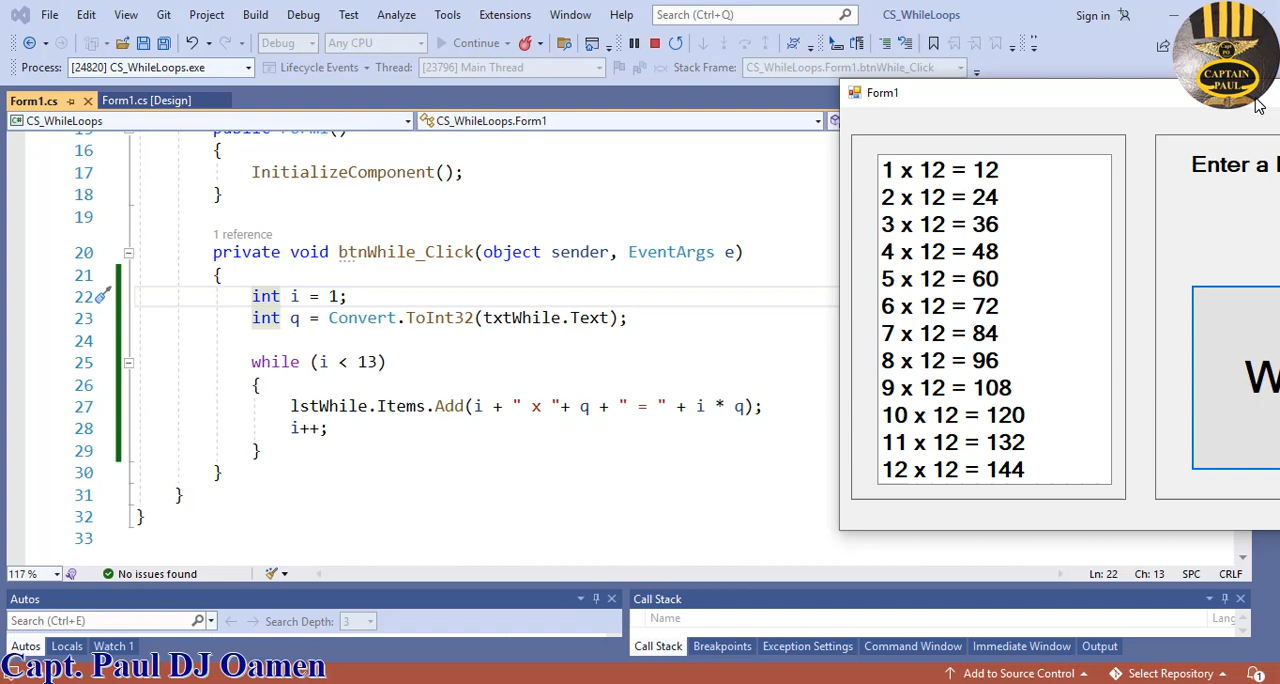 File Edit View Git Project Build Debug Test Analyze Tools Extensions Window Help Search (Ctrl+Q) CS_WhileLoops Sign in
Debug Any CPU Continue
Process: [24820] CS_WhileLoops.exe Lifecycle Events Thread: [23796] Main Thread Stack Frame: CS_WhileLoops.Form1.btnWhile_Click
CAPTAIN
PAUL
Form1.cs Form1.cs [Design]
CS_WhileLoops CS_WhileLoops.Form1
16 {
17 InitializeComponent();
18 }
19
1 reference
20 private void btnWhile_Click(object sender, EventArgs e)
21 {
22 int i = 1;
23 int q = Convert.ToInt32(txtWhile.Text);
24
25 while (i < 13)
26 {
27 lstWhile.Items.Add(i + " x "+ q + " = " + i * q);
28 i++;
29 }
30 }
31 }
32 }
33
Form1
1 x 12 = 12
2 x 12 = 24
3 x 12 = 36
4 x 12 = 48
5 x 12 = 60
6 x 12 = 72
7 x 12 = 84
8 x 12 = 96
9 x 12 = 108
10 x 12 = 120
11 x 12 = 132
12 x 12 = 144
Enter a
117 % No issues found Ln: 22 Ch: 13 SPC CRLF
Autos
Search (Ctrl+E) Search Depth: 3
Autos Locals Watch 1
Call Stack
Name Lang
Call Stack Breakpoints Exception Settings Command Window Immediate Window Output
Capt. Paul DJ Oamen
Add to Source Control Select Repository 1